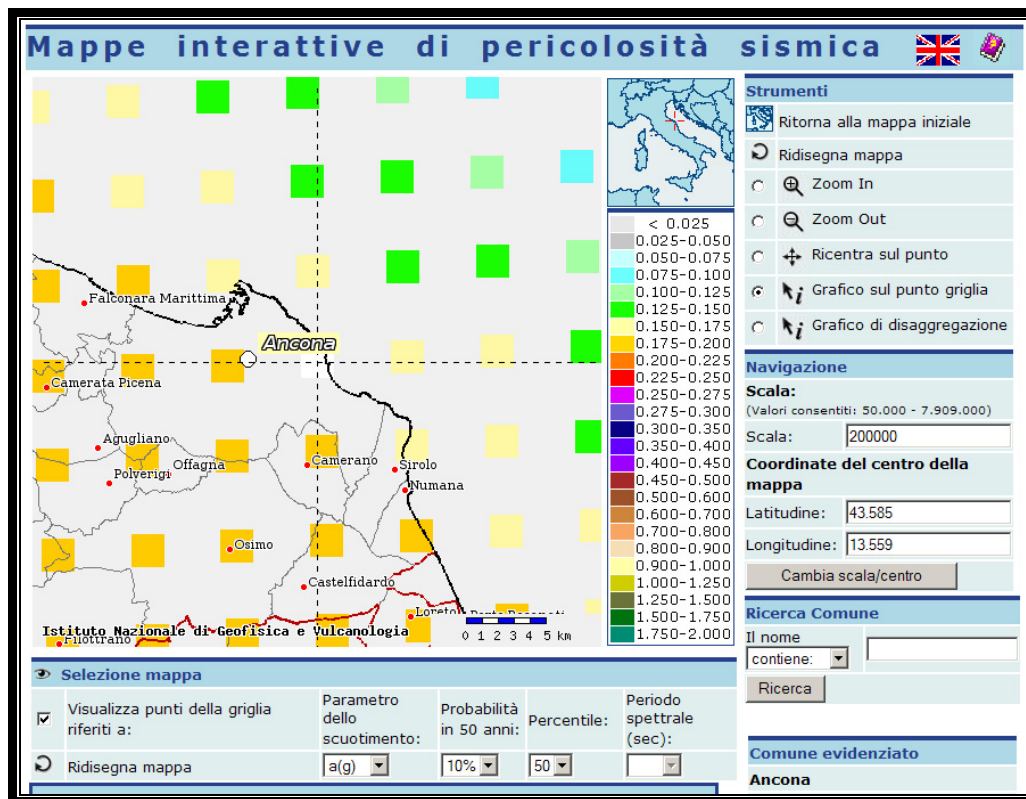 Mappe interattive di pericolosità sismica
Falconara Marittima
Ancona
Camerata Picena
Agugliano
Offagna
Polverigi
Camerano
Sirolo
Numana
Osimo
Castelfidardo
Loreto
Filottrano
Istituto Nazionale di Geofisica e Vulcanologia
0 1 2 3 4 5 km
< 0.025
0.025-0.050
0.050-0.075
0.075-0.100
0.100-0.125
0.125-0.150
0.150-0.175
0.175-0.200
0.200-0.225
0.225-0.250
0.250-0.275
0.275-0.300
0.300-0.350
0.350-0.400
0.400-0.450
0.450-0.500
0.500-0.600
0.600-0.700
0.700-0.800
0.800-0.900
0.900-1.000
1.000-1.250
1.250-1.500
1.500-1.750
1.750-2.000
Strumenti
Ritorna alla mappa iniziale
Ridisegna mappa
Zoom In
Zoom Out
Ricentra sul punto
Grafico sul punto griglia
Grafico di disaggregazione
Navigazione
Scala:
(Valori consentiti: 50.000 - 7.909.000)
Scala: 200000
Coordinate del centro della
mappa
Latitudine: 43.585
Longitudine: 13.559
Cambia scala/centro
Ricerca Comune
Il nome
contiene:
Ricerca
Comune evidenziato
Ancona
Selezione mappa
Visualizza punti della griglia
riferiti a:
Parametro
dello
scuotimento:
Probabilità
in 50 anni:
Percentile:
Periodo
spettrale
(sec):
Ridisegna mappa
a(g)
10%
50